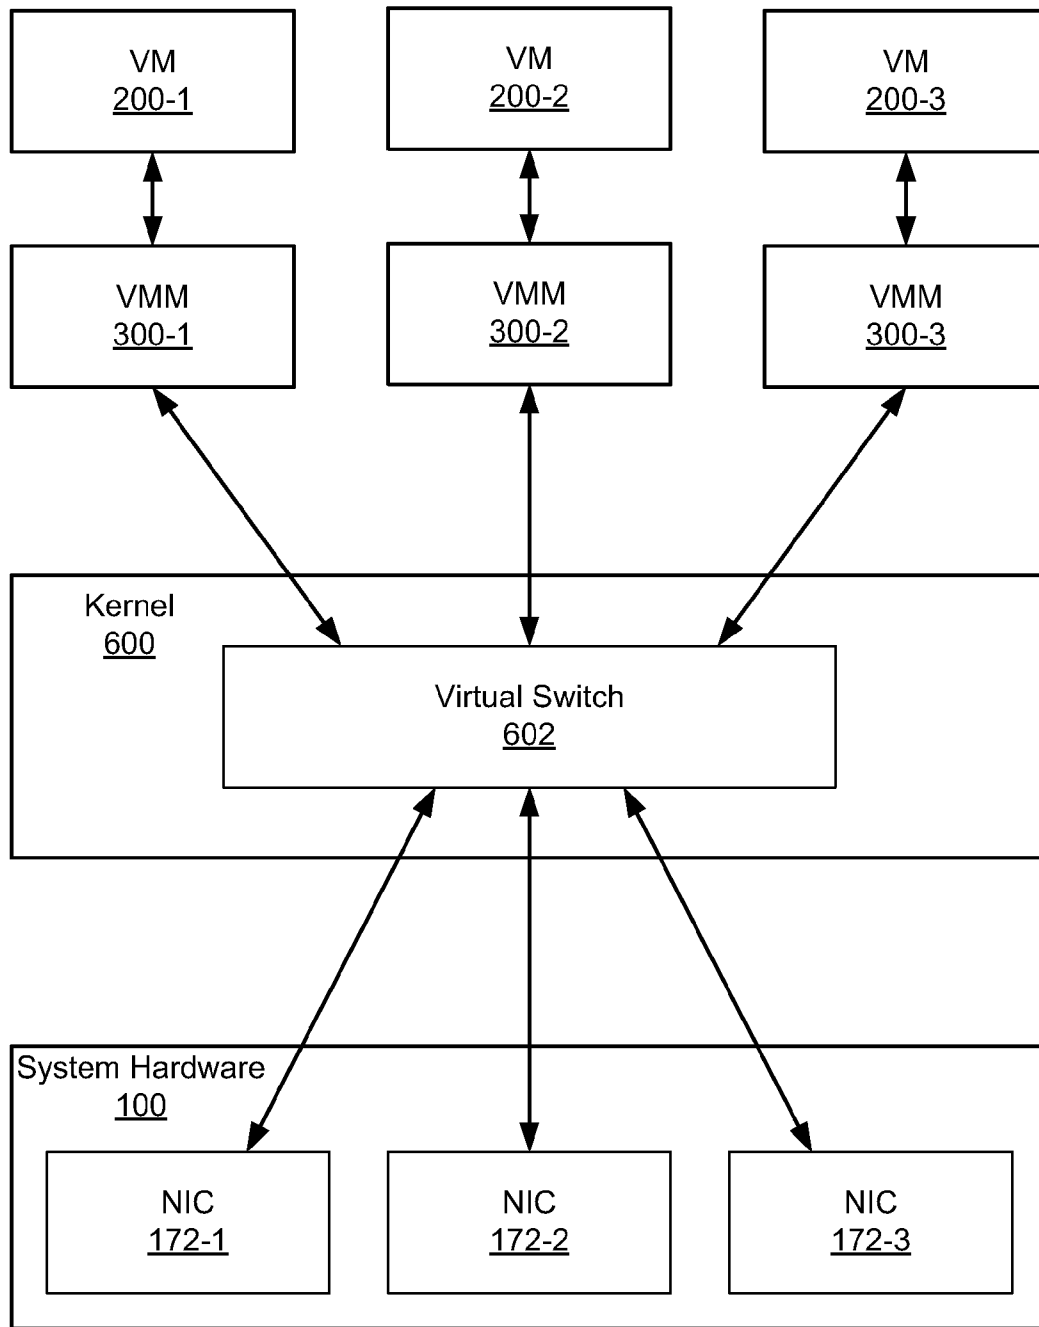 VM
200-1
VM
200-2
VM
200-3
VMM
300-1
VMM
300-2
VMM
300-3
Kernel
600
Virtual Switch
602
System Hardware
100
NIC
172-1
NIC
172-2
NIC
172-3